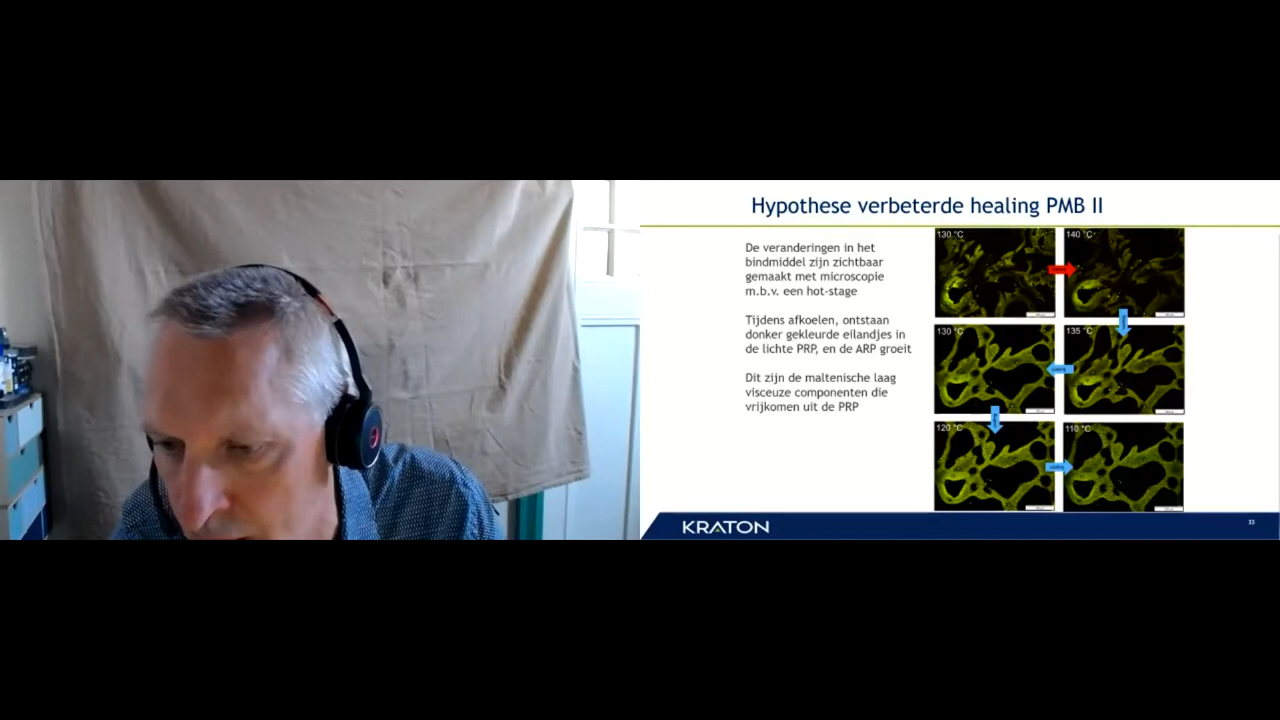 Hypothese verbeterde healing PMB II
De veranderingen in het
bindmiddel zijn zichtbaar
gemaakt met microscopie
m.b.v. een hot-stage
Tijdens afkoelen, ontstaan
donker gekleurde eilandjes in
de lichte PRP, en de ARP groeit
Dit zijn de maltenische laag
visceuze componenten die
vrijkomen uit de PRP
130 °C
140 °C
130 °C
135 °C
120 °C
110 °C
KRATON
33